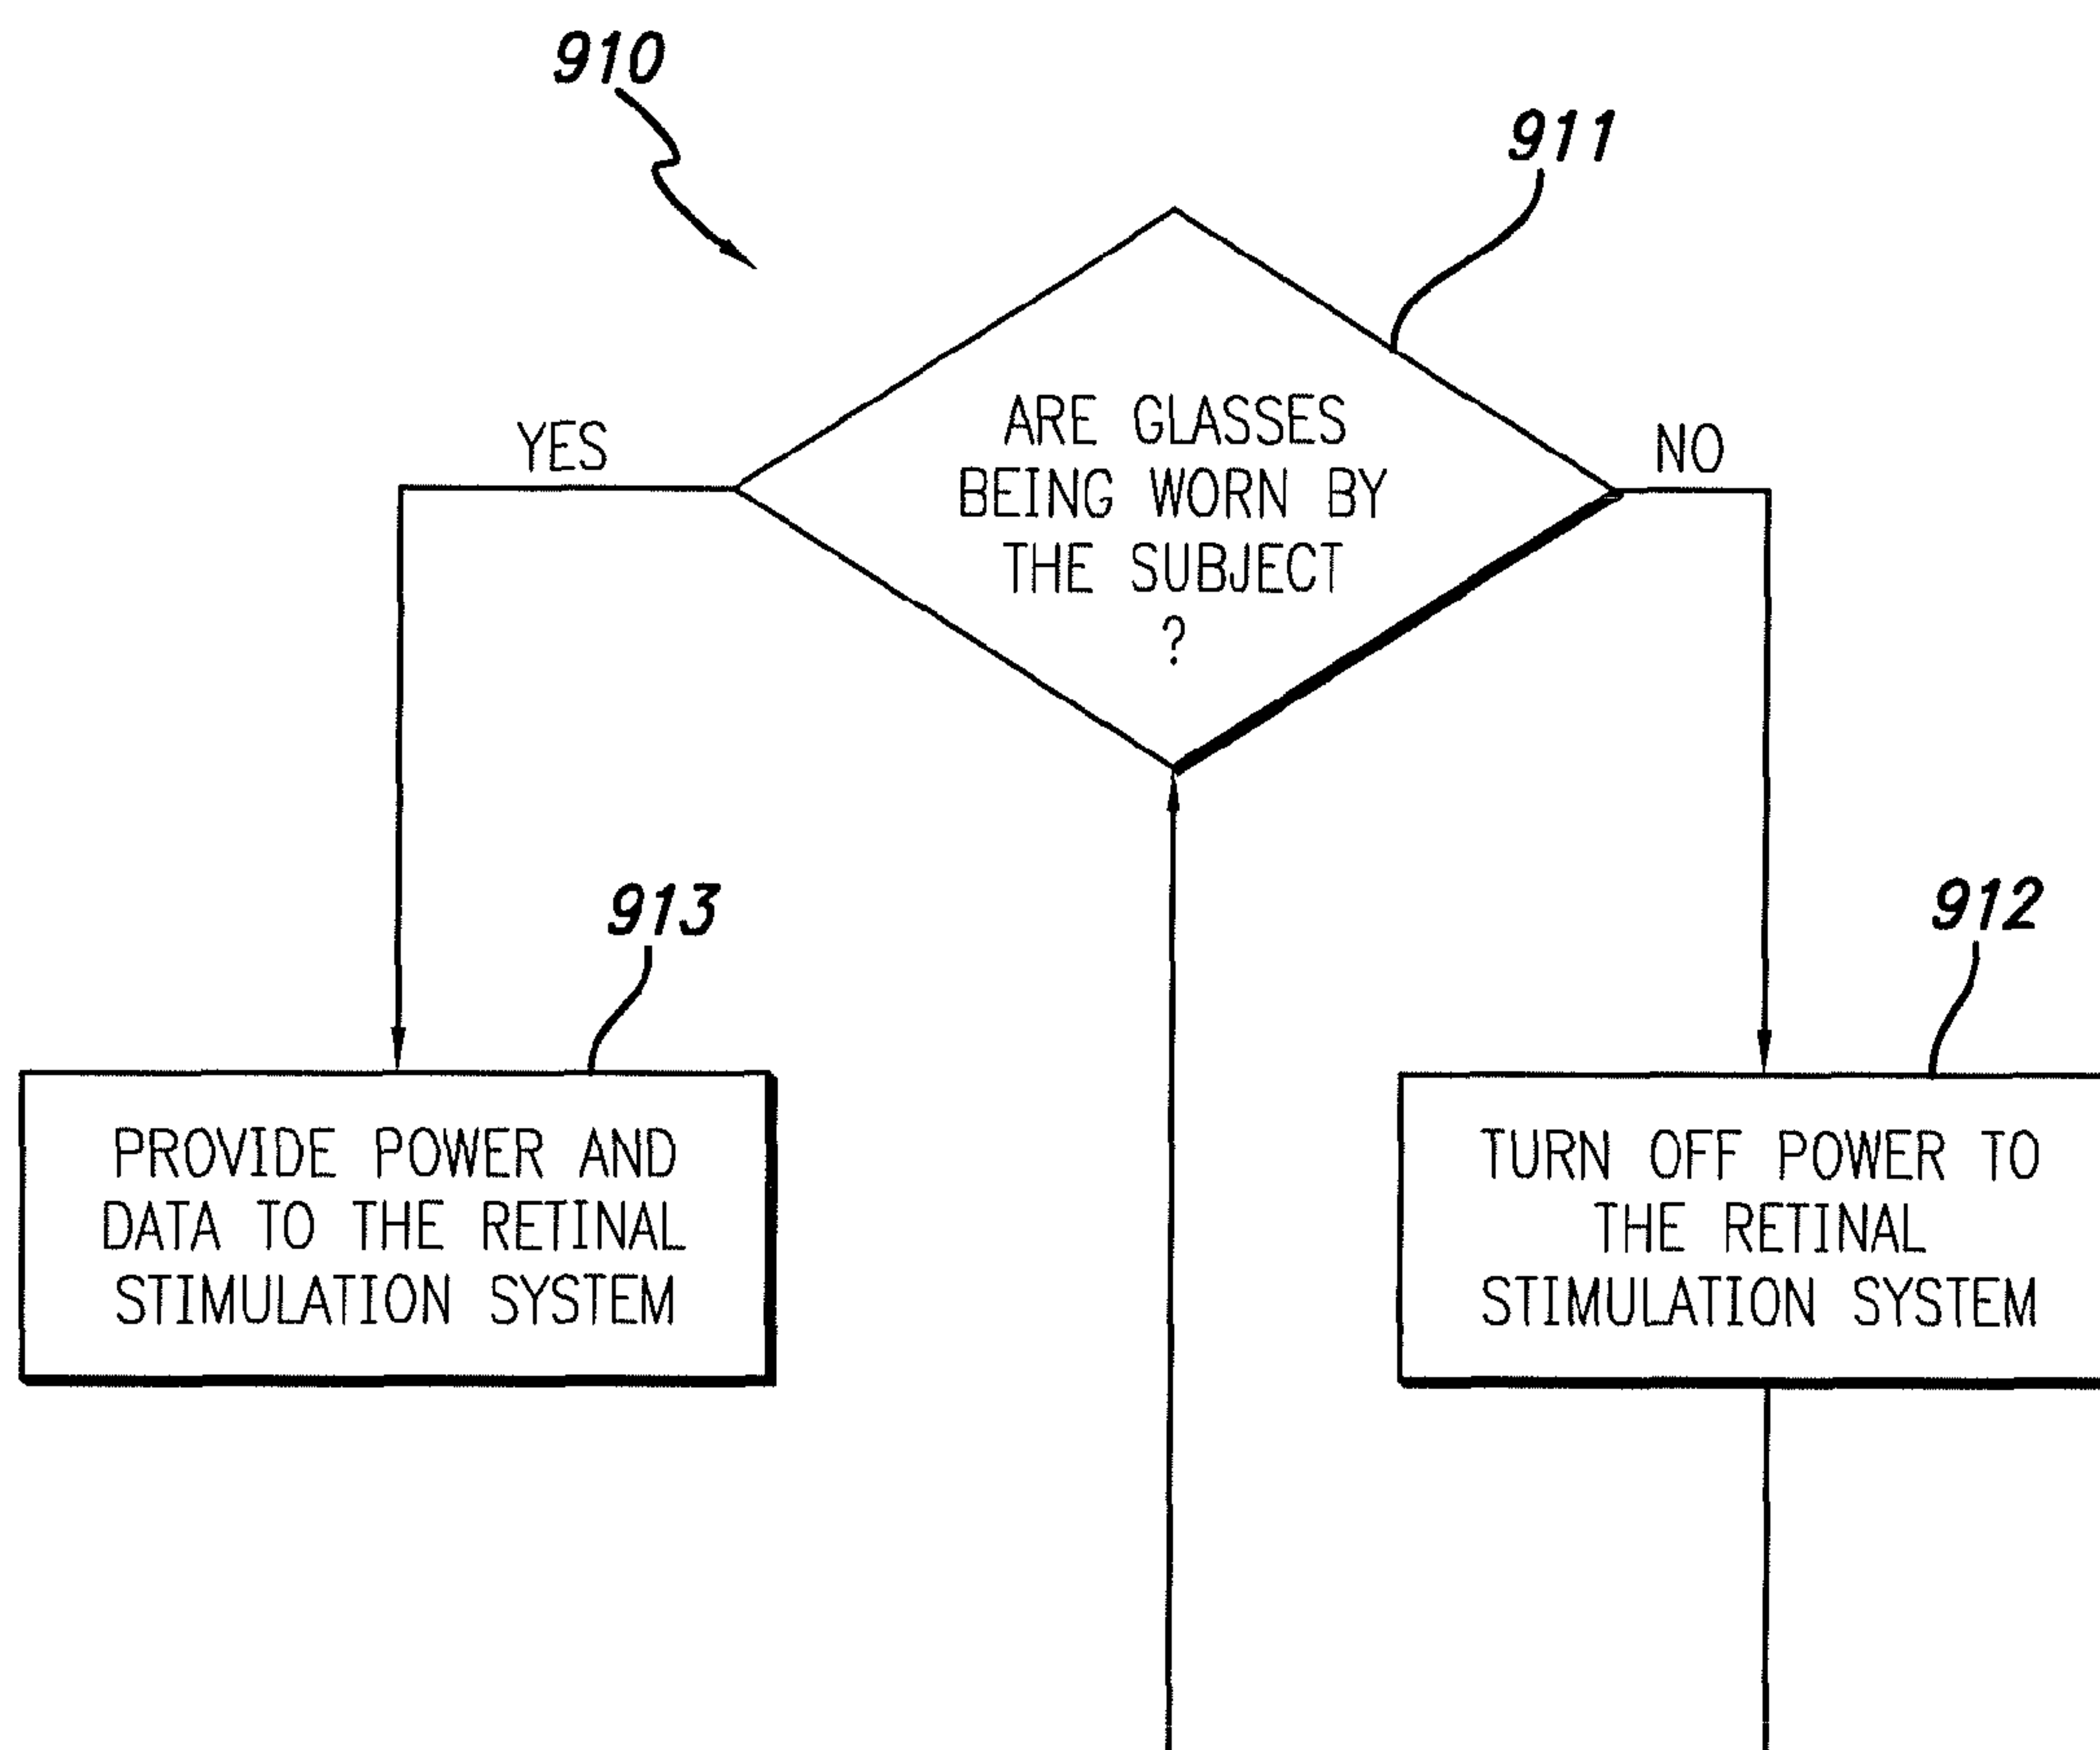 910
911
ARE GLASSES
BEING WORN BY
THE SUBJECT
?
YES
NO
913
912
PROVIDE POWER AND
DATA TO THE RETINAL
STIMULATION SYSTEM
TURN OFF POWER TO
THE RETINAL
STIMULATION SYSTEM